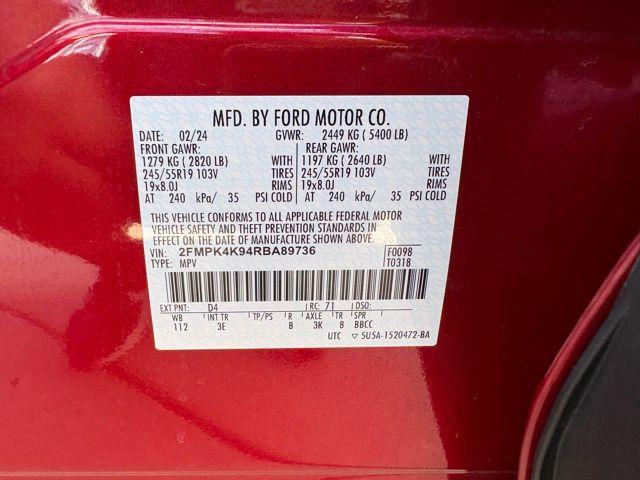 MFD. BY FORD MOTOR CO.
DATE: 02/24 GVWR: 2449 KG ( 5400 LB)
FRONT GAWR: REAR GAWR:
1279 KG ( 2820 LB) WITH 1197 KG ( 2640 LB) WITH
245/55R19 103V TIRES 245/55R19 103V TIRES
19x8.0J RIMS 19x8.0J RIMS
AT 240 kPa/ 35 PSI COLD AT 240 kPa/ 35 PSI COLD
THIS VEHICLE CONFORMS TO ALL APPLICABLE FEDERAL MOTOR
VEHICLE SAFETY AND THEFT PREVENTION STANDARDS IN
EFFECT ON THE DATE OF MANUFACTURE SHOWN ABOVE.
VIN: 2FMPK4K94RBA89736 F0098
TYPE: MPV T0318
EXT PNT: D4 RC: 71 DSO:
WB INT TR TP/PS R AXLE TR SPR
112 3E B 3K B BBCC
UTC ▽ 5U5A-1520472-BA